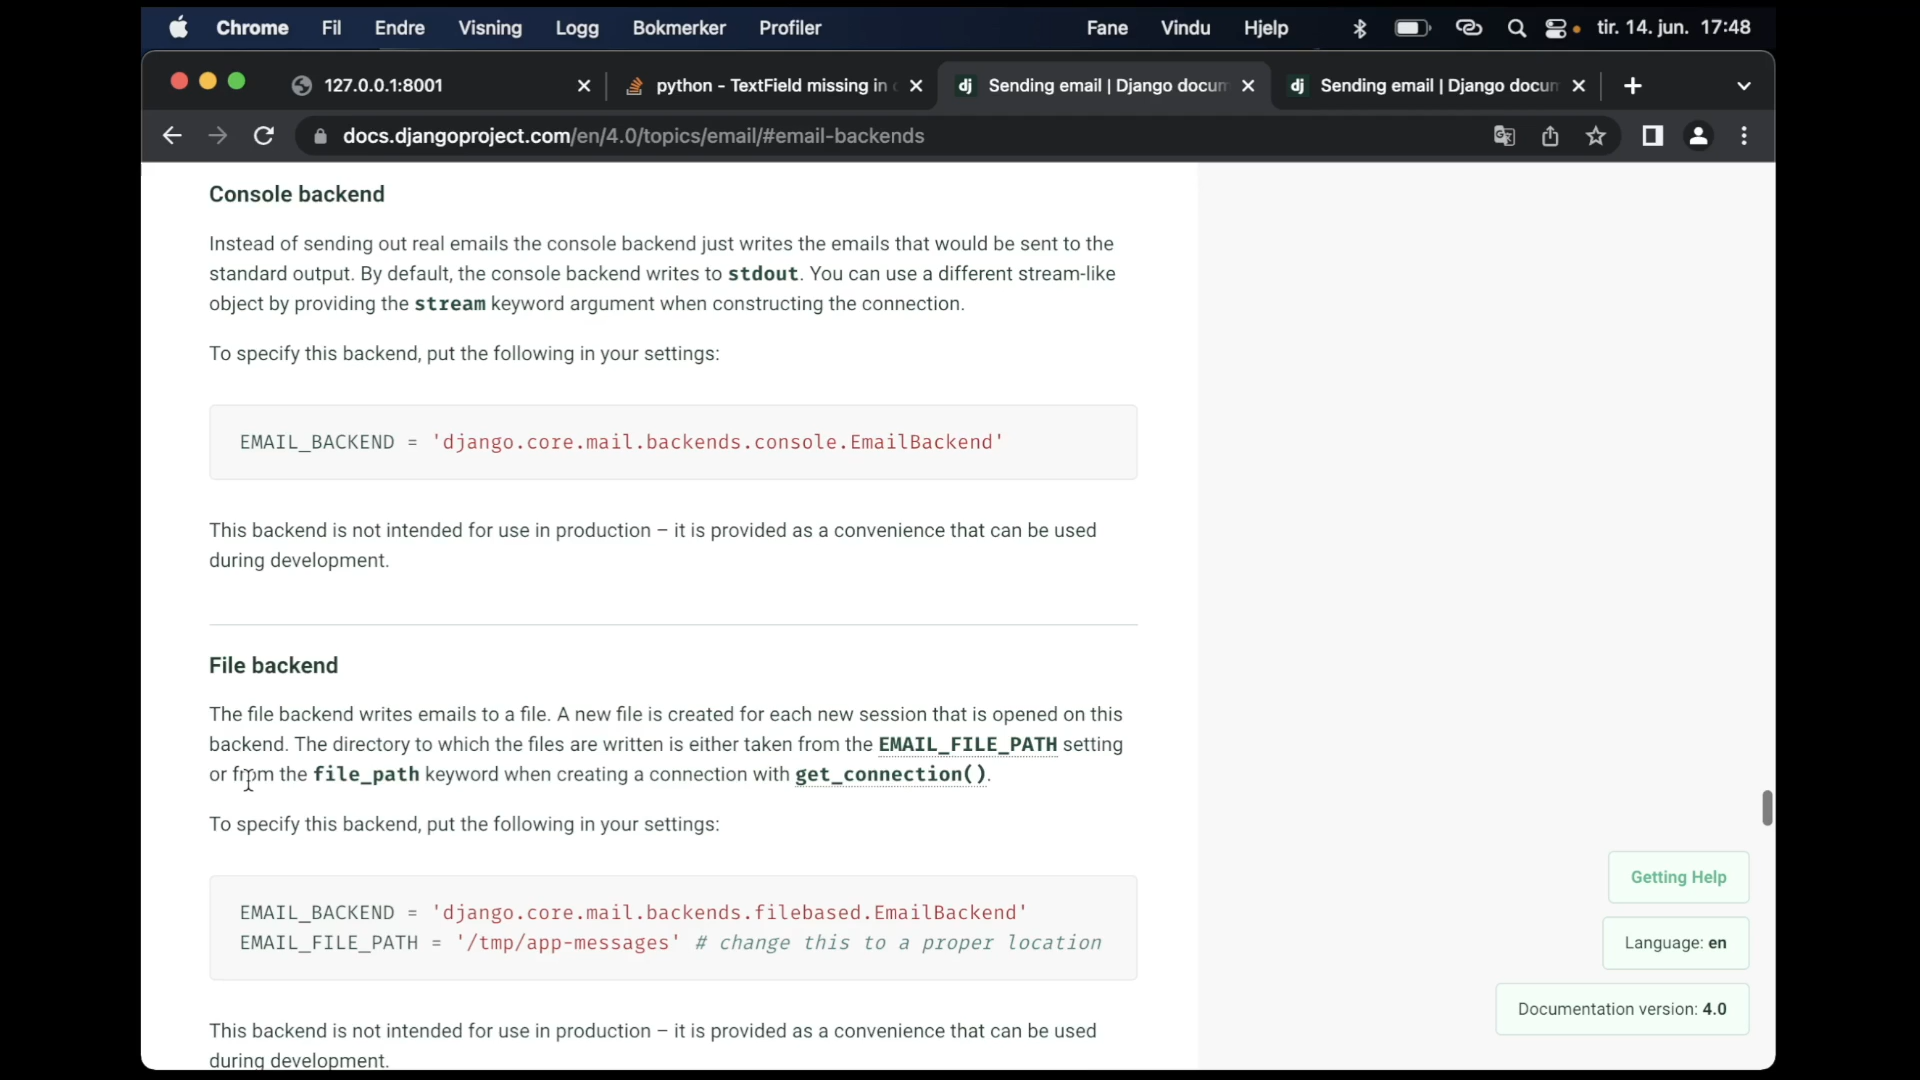 Chrome Fil Endre Visning Logg Bokmerker Profiler Fane Vindu Hjelp tir. 14. jun. 17:48
127.0.0.1:8001 python - TextField missing in Sending email | Django docum Sending email | Django docum
docs.djangoproject.com/en/4.0/topics/email/#email-backends
Console backend
Instead of sending out real emails the console backend just writes the emails that would be sent to the
standard output. By default, the console backend writes to stdout. You can use a different stream-like
object by providing the stream keyword argument when constructing the connection.
To specify this backend, put the following in your settings:
EMAIL_BACKEND = 'django.core.mail.backends.console.EmailBackend'
This backend is not intended for use in production – it is provided as a convenience that can be used
during development.
File backend
The file backend writes emails to a file. A new file is created for each new session that is opened on this
backend. The directory to which the files are written is either taken from the EMAIL_FILE_PATH setting
or from the file_path keyword when creating a connection with get_connection().
To specify this backend, put the following in your settings:
EMAIL_BACKEND = 'django.core.mail.backends.filebased.EmailBackend'
EMAIL_FILE_PATH = '/tmp/app-messages' # change this to a proper location
This backend is not intended for use in production – it is provided as a convenience that can be used
during development.
Getting Help
Language: en
Documentation version: 4.0